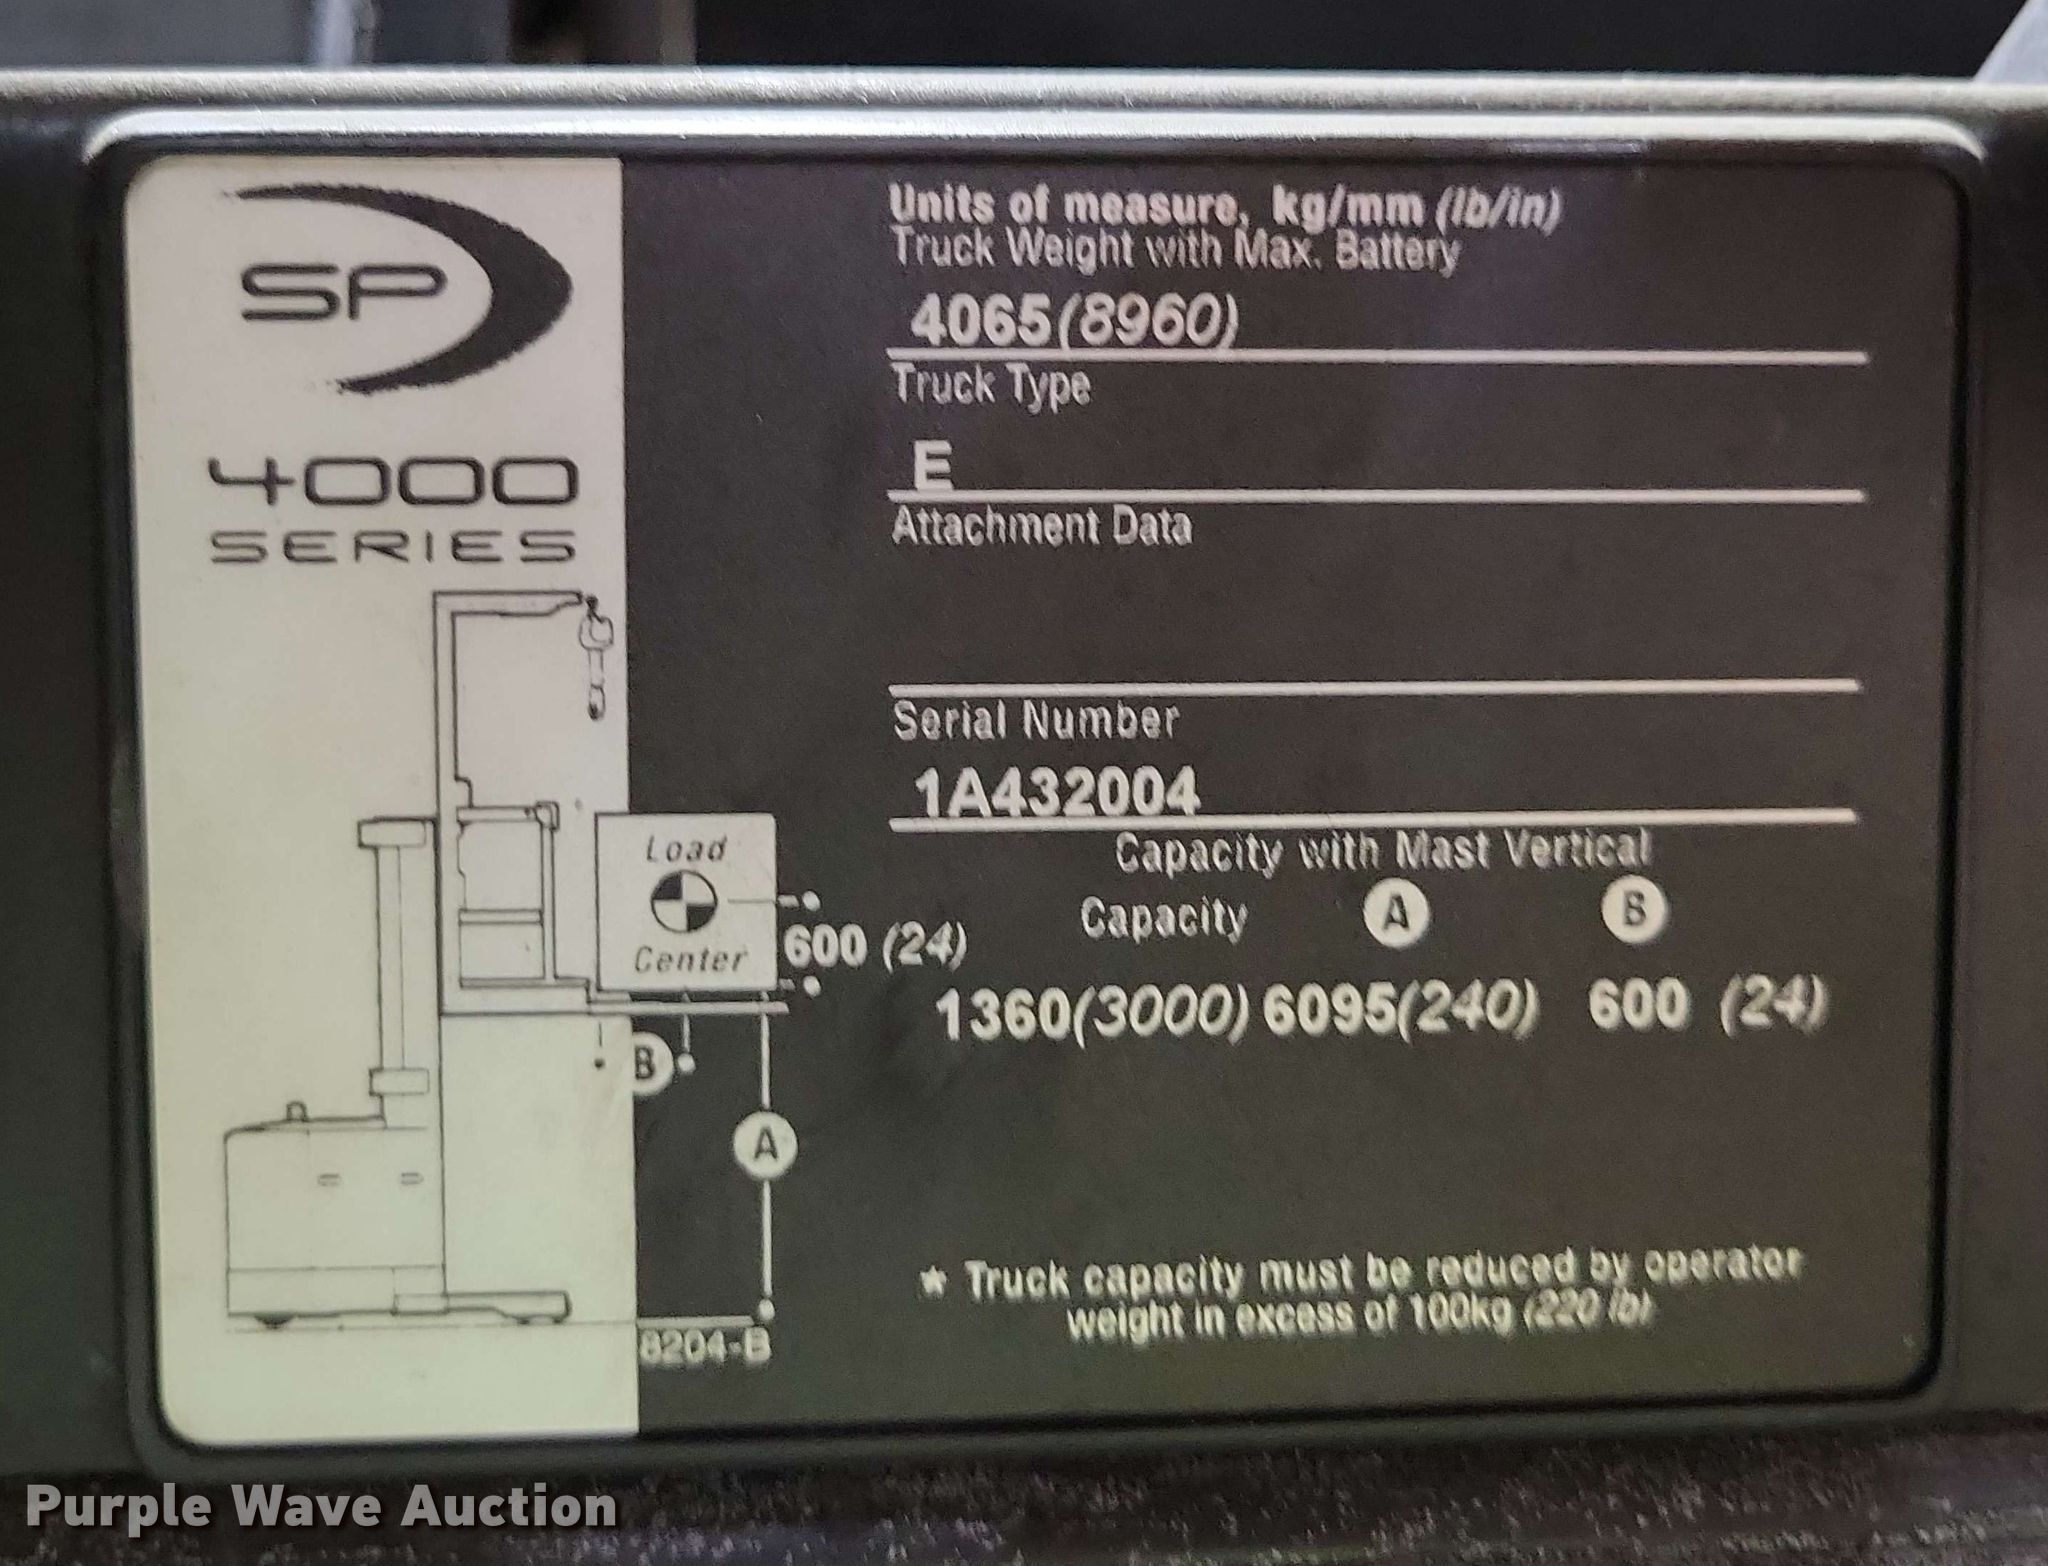 SP
4000
SERIES
Units of measure, kg/mm (lb/in)
Truck Weight with Max. Battery
4065(8960)
Truck Type
E
Attachment Data
Serial Number
1A432004
Capacity with Mast Vertical
Capacity A B
1360(3000) 6095(240) 600 (24)
Load
Center
600 (24)
B
A
8204-B
* Truck capacity must be reduced by operator
weight in excess of 100kg (220 lb)
Purple Wave Auction